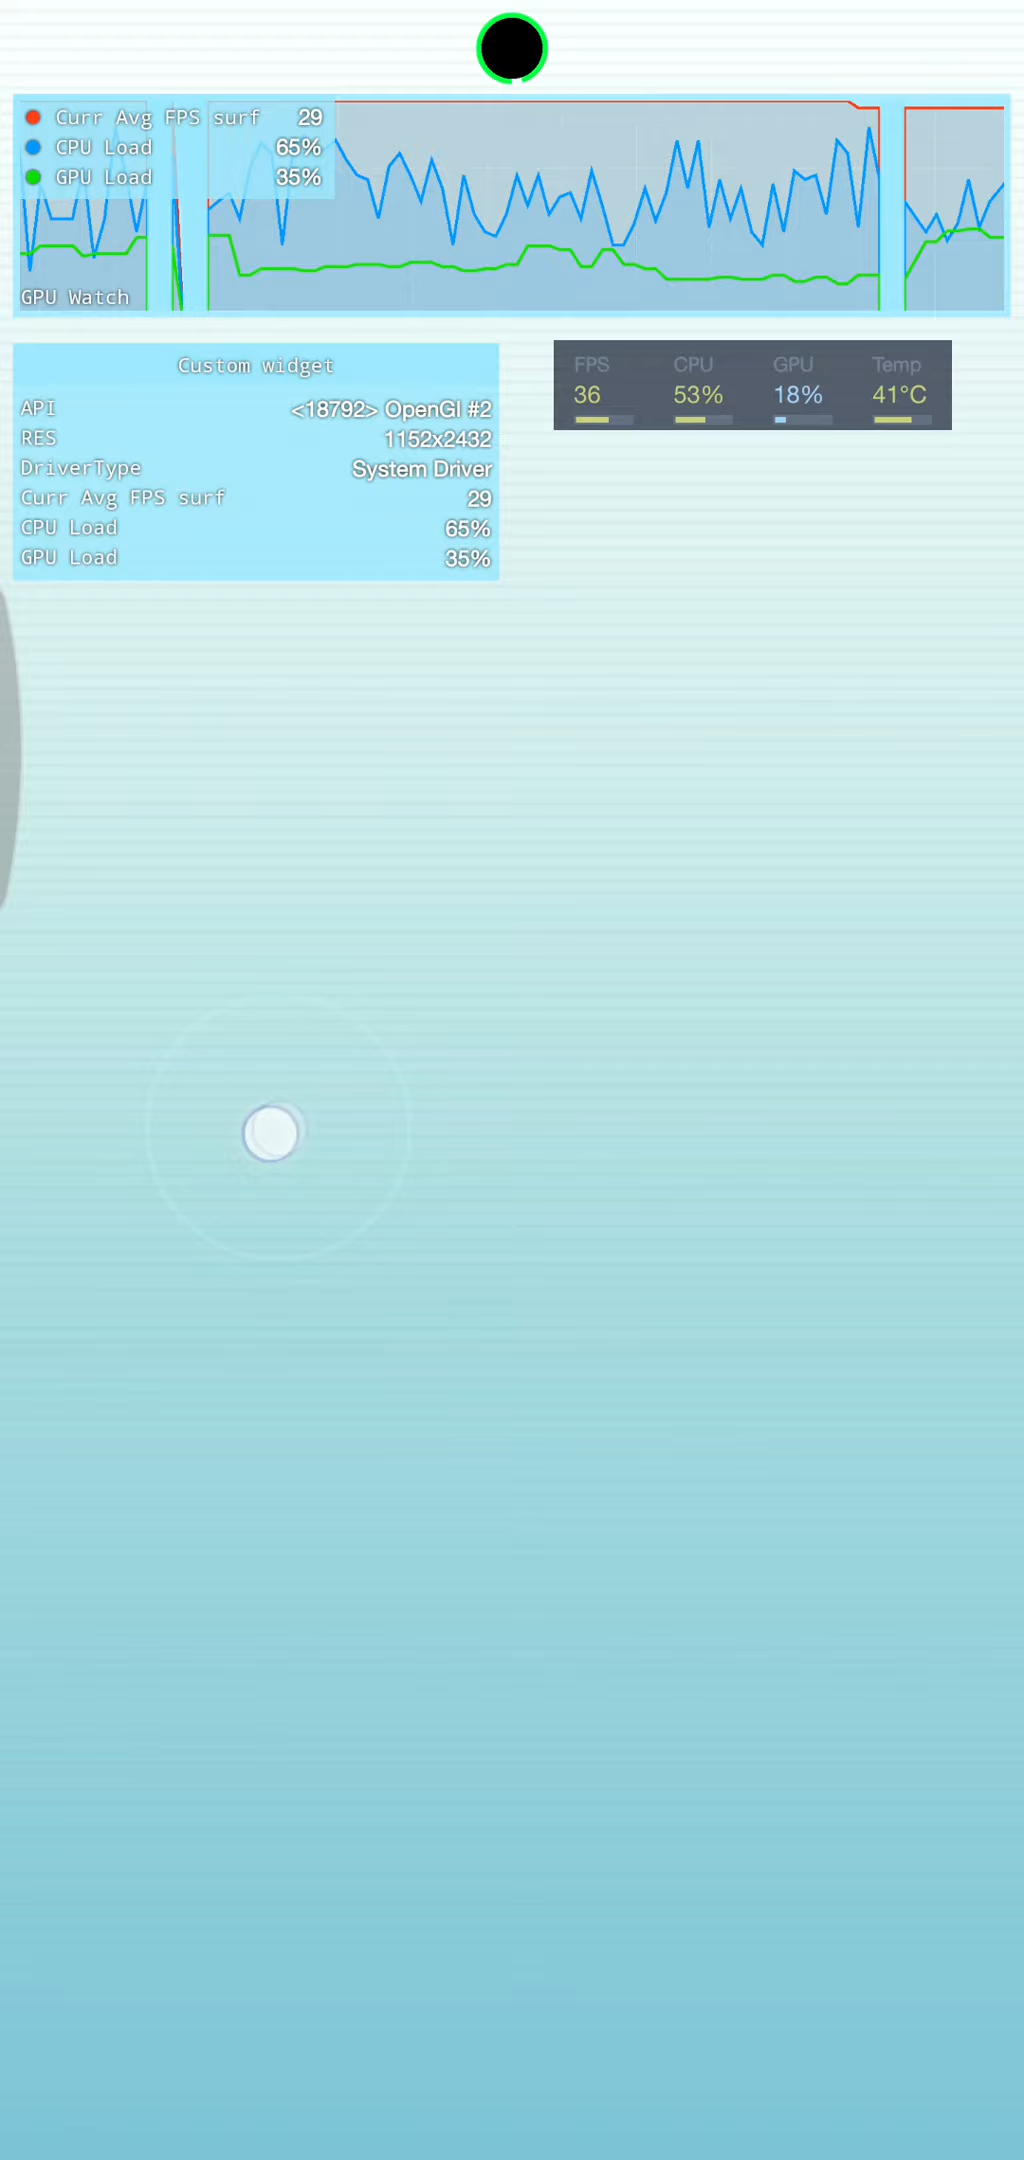 Curr Avg FPS surf 29
CPU Load 65%
GPU Load 35%
GPU Watch
Custom widget
API <18792> OpenGl #2
RES 1152x2432
DriverType System Driver
Curr Avg FPS surf 29
CPU Load 65%
GPU Load 35%
FPS CPU GPU Temp
36 53% 18% 41°C